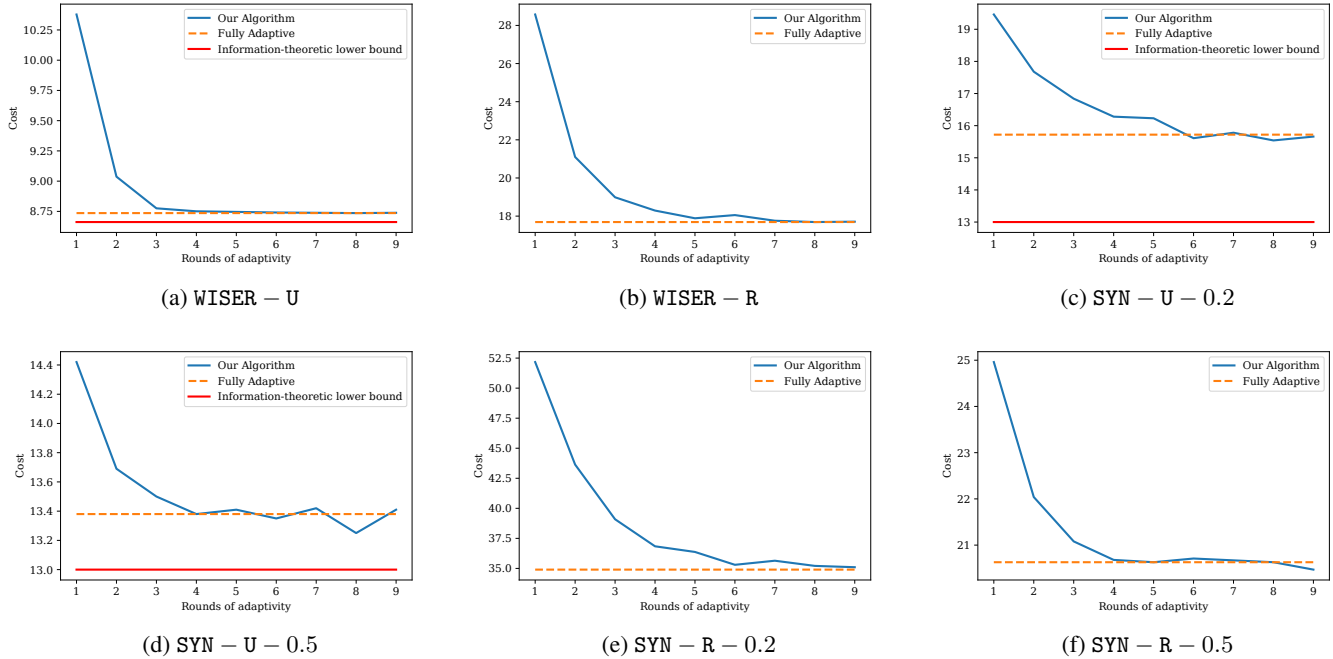 10.25
10.00
9.75
9.50
9.25
9.00
8.75
Cost
1 2 3 4 5 6 7 8 9
Rounds of adaptivity
Our Algorithm
Fully Adaptive
Information-theoretic lower bound
(a) WISER − U
28
26
24
22
20
18
Cost
1 2 3 4 5 6 7 8 9
Rounds of adaptivity
Our Algorithm
Fully Adaptive
(b) WISER − R
19
18
17
16
15
14
13
Cost
1 2 3 4 5 6 7 8 9
Rounds of adaptivity
Our Algorithm
Fully Adaptive
Information-theoretic lower bound
(c) SYN − U − 0.2
14.4
14.2
14.0
13.8
13.6
13.4
13.2
13.0
Cost
1 2 3 4 5 6 7 8 9
Rounds of adaptivity
Our Algorithm
Fully Adaptive
Information-theoretic lower bound
(d) SYN − U − 0.5
52.5
50.0
47.5
45.0
42.5
40.0
37.5
35.0
Cost
1 2 3 4 5 6 7 8 9
Rounds of adaptivity
Our Algorithm
Fully Adaptive
(e) SYN − R − 0.2
25
24
23
22
21
Cost
1 2 3 4 5 6 7 8 9
Rounds of adaptivity
Our Algorithm
Fully Adaptive
(f) SYN − R − 0.5